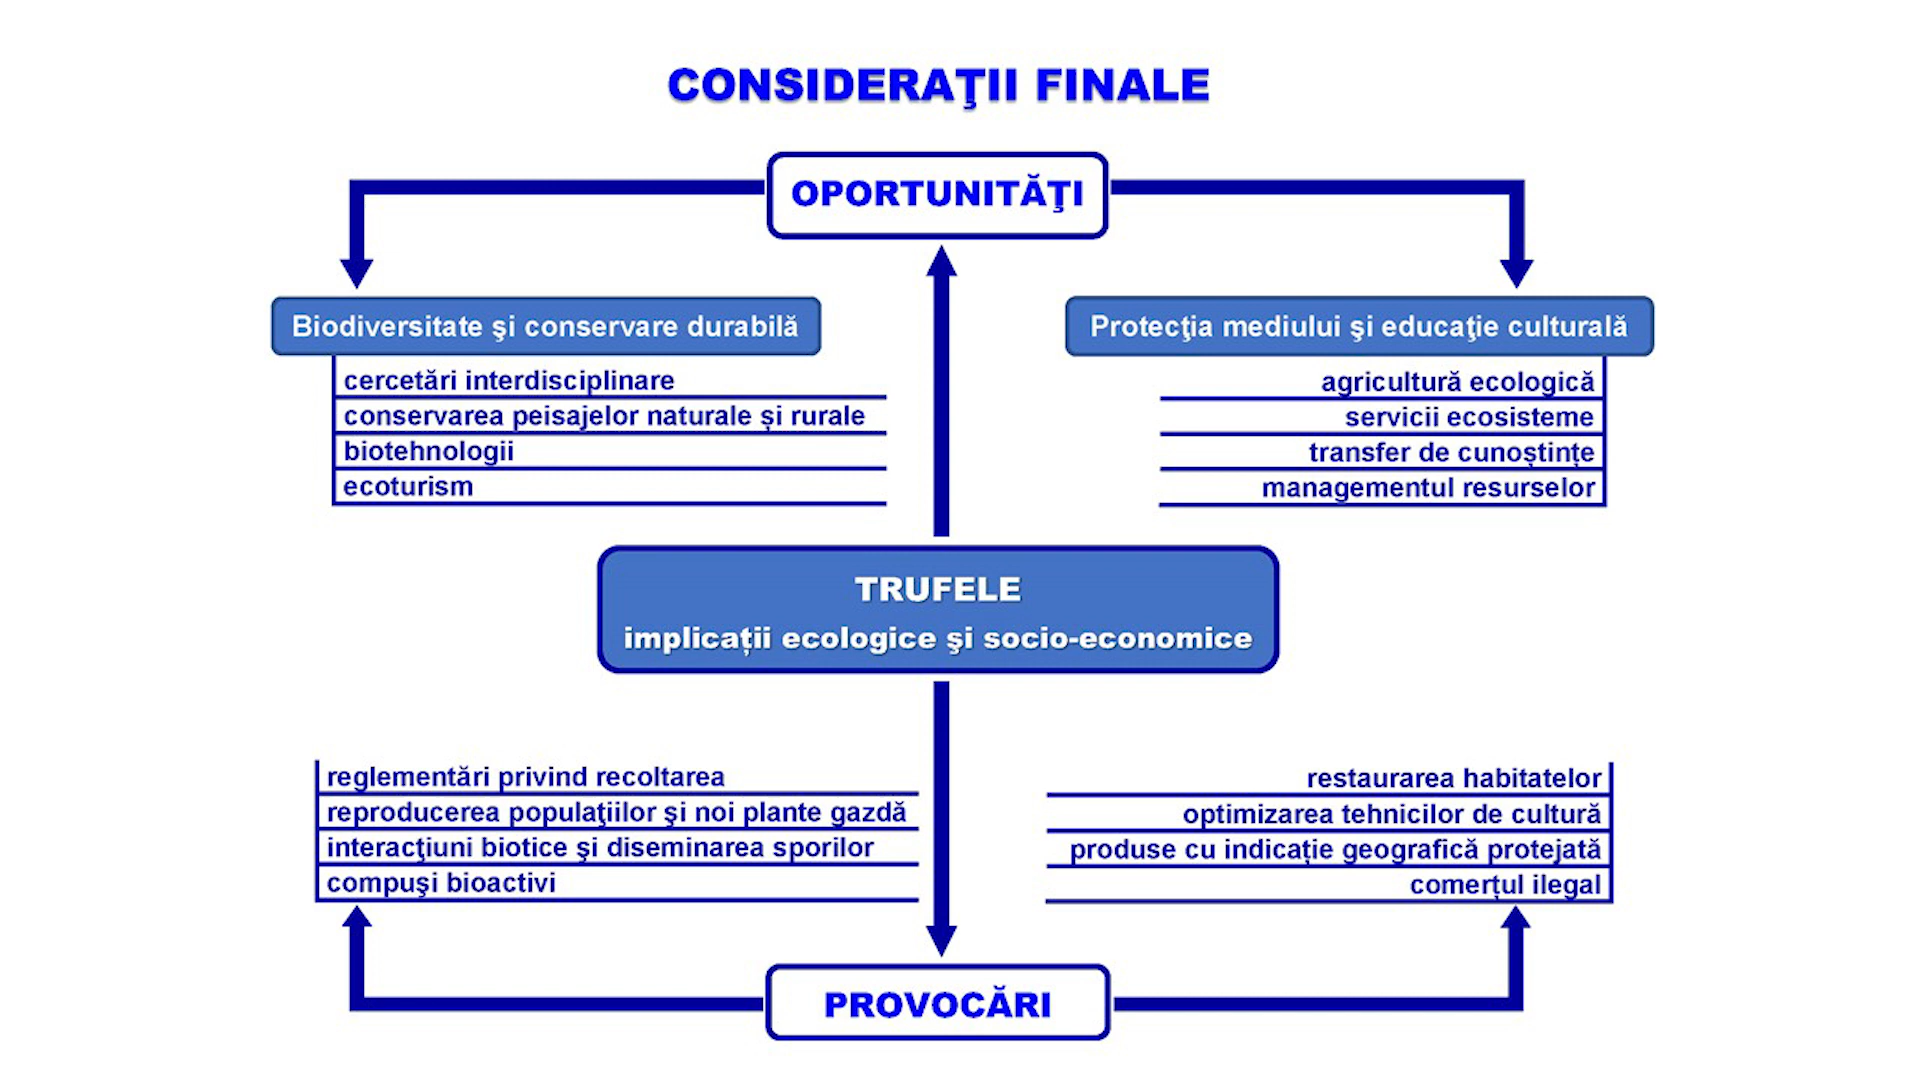 CONSIDERAŢII FINALE
OPORTUNITĂŢI
Biodiversitate şi conservare durabilă
cercetări interdisciplinare
conservarea peisajelor naturale și rurale
biotehnologii
ecoturism
Protecţia mediului şi educaţie culturală
agricultură ecologică
servicii ecosisteme
transfer de cunoștințe
managementul resurselor
TRUFELE
implicații ecologice şi socio-economice
reglementări privind recoltarea
reproducerea populaţiilor şi noi plante gazdă
interacţiuni biotice şi diseminarea sporilor
compuşi bioactivi
restaurarea habitatelor
optimizarea tehnicilor de cultură
produse cu indicație geografică protejată
comerțul ilegal
PROVOCĂRI